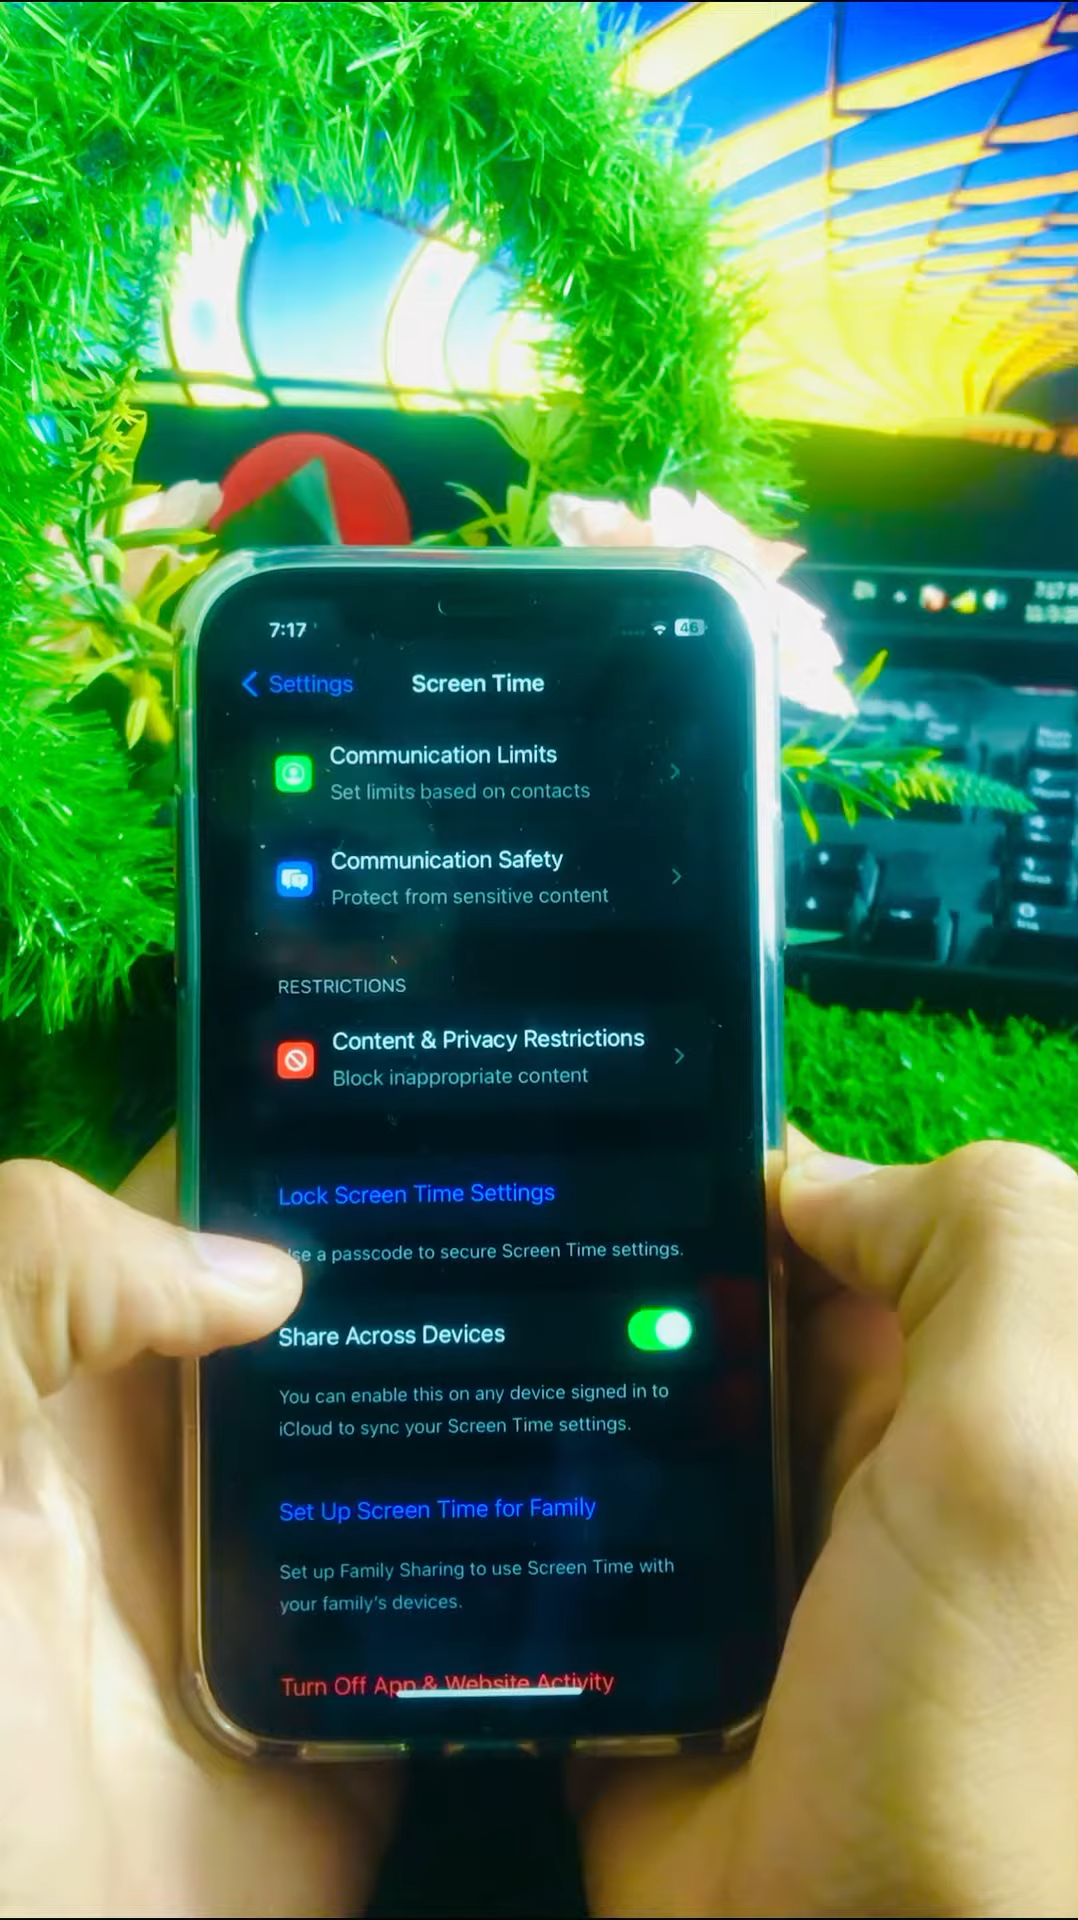 7:17
46
Settings
Screen Time
Communication Limits
Set limits based on contacts
Communication Safety
Protect from sensitive content
RESTRICTIONS
Content & Privacy Restrictions
Block inappropriate content
Lock Screen Time Settings
a passcode to secure Screen Time settings.
Share Across Devices
You can enable this on any device signed in to
iCloud to sync your Screen Time settings.
Set Up Screen Time for Family
Set up Family Sharing to use Screen Time with
your family's devices.
Turn Off App & Website Activity